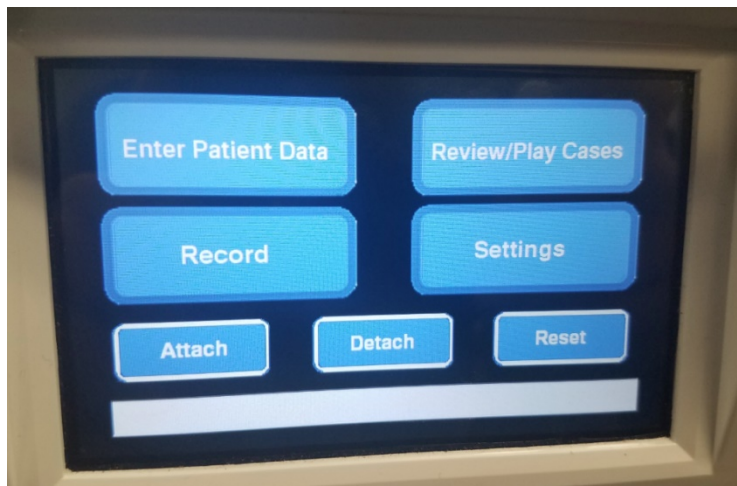 Enter Patient Data
Review/Play Cases
Record
Settings
Attach
Detach
Reset